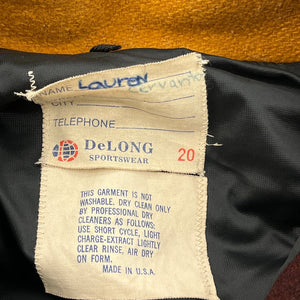 NAME Lauren
CITY
TELEPHONE
DeLONG 20
SPORTSWEAR
THIS GARMENT IS NOT
WASHABLE. DRY CLEAN ONLY
BY PROVIDING DRY
CLEANERS AS FOLLOWS:
USE SHORT CYCLE, LIGHT
CHARGE-EXTRACT LIGHTLY
CLEAR RINSE, AIR DRY
ON FORM.
MADE IN U.S.A.